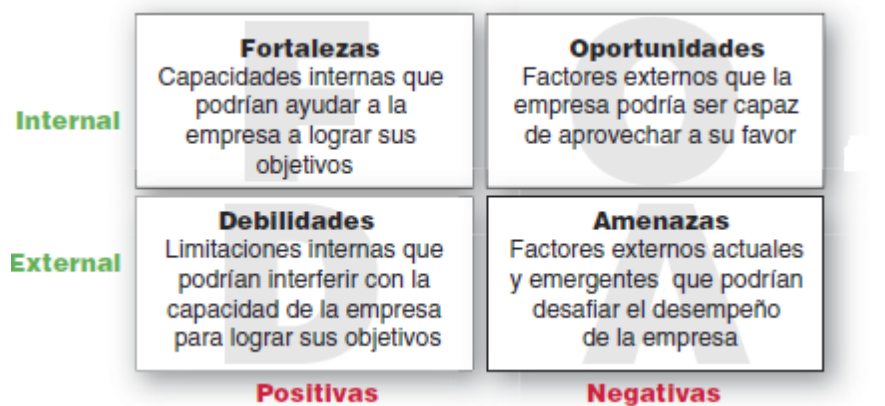 Internal
External
Fortalezas
Capacidades internas que
podrían ayudar a la
empresa a lograr sus
objetivos
Oportunidades
Factores externos que la
empresa podría ser capaz
de aprovechar a su favor
Debilidades
Limitaciones internas que
podrían interferir con la
capacidad de la empresa
para lograr sus objetivos
Amenazas
Factores externos actuales
y emergentes que podrían
desafiar el desempeño
de la empresa
Positivas
Negativas
F
O
D
A